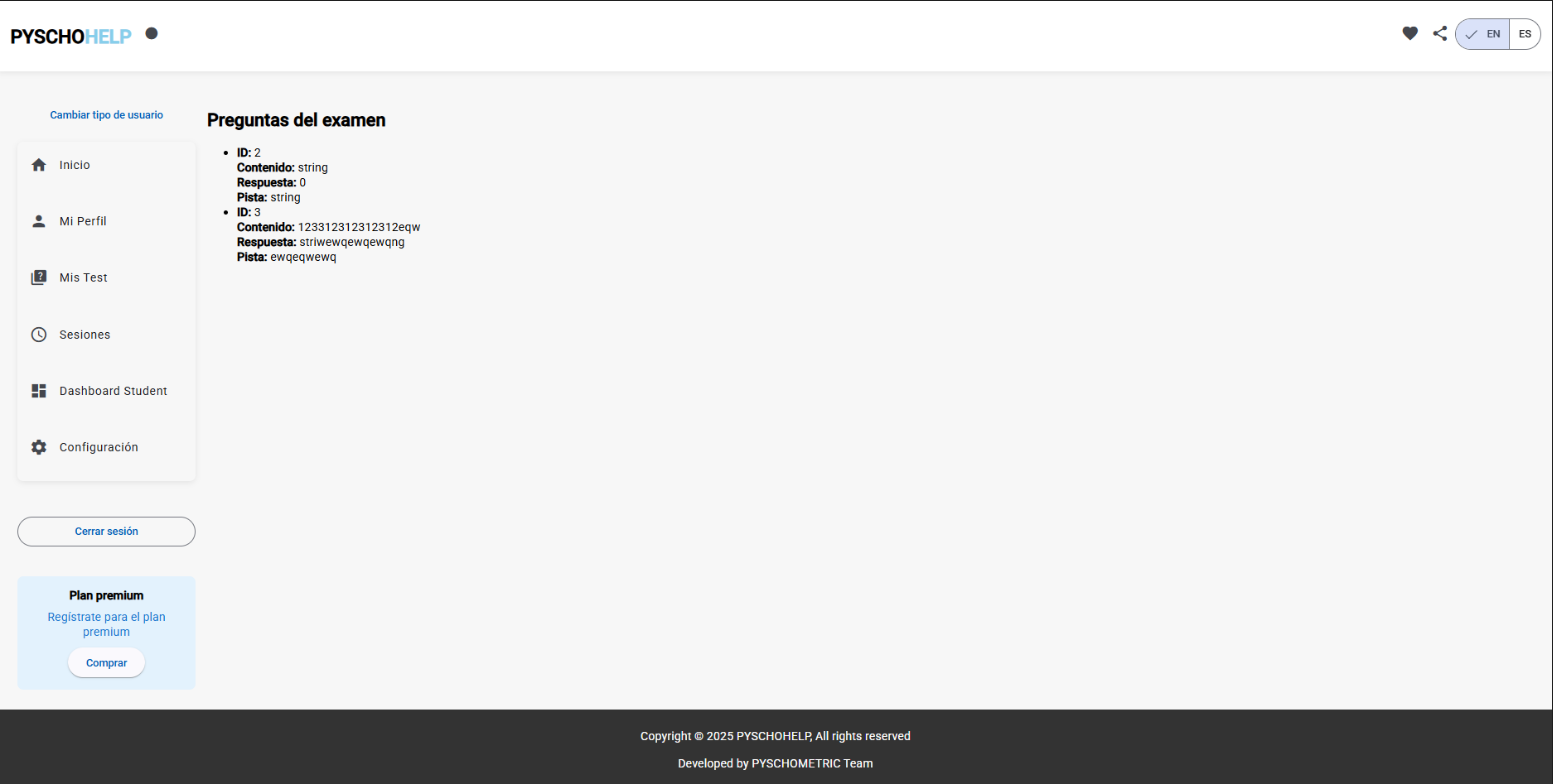 PYSCHOHELP
EN
ES
Cambiar tipo de usuario
Inicio
Mi Perfil
Mis Test
Sesiones
Dashboard Student
Configuración
Cerrar sesión
Plan premium
Regístrate para el plan
premium
Comprar
Preguntas del examen
ID: 2
Contenido: string
Respuesta: 0
Pista: string
ID: 3
Contenido: 123312312312312eqw
Respuesta: striwewqewqewqng
Pista: ewqeqwewq
Copyright © 2025 PYSCHOHELP, All rights reserved
Developed by PYSCHOMETRIC Team